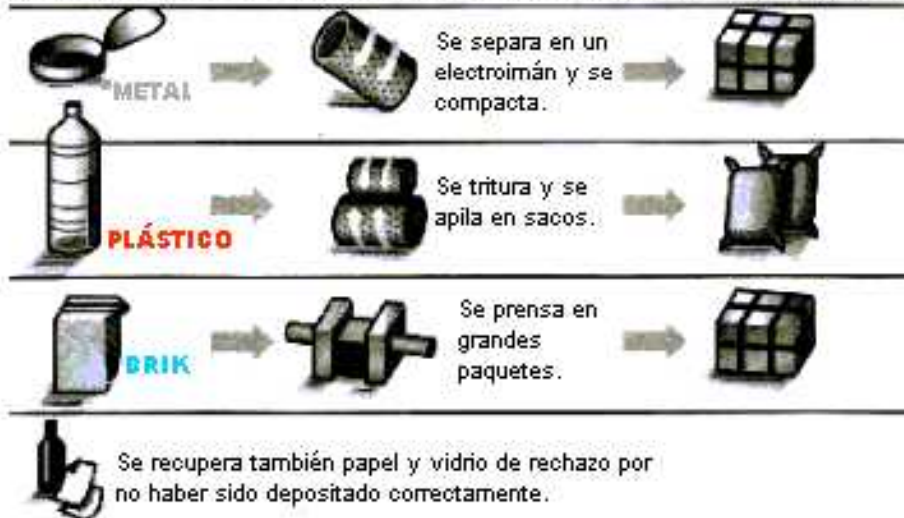 METAL
Se separa en un
electroimán y se
compacta.
PLÁSTICO
Se tritura y se
apila en sacos.
BRIK
Se prensa en
grandes
paquetes.
Se recupera también papel y vidrio de rechazo por
no haber sido depositado correctamente.